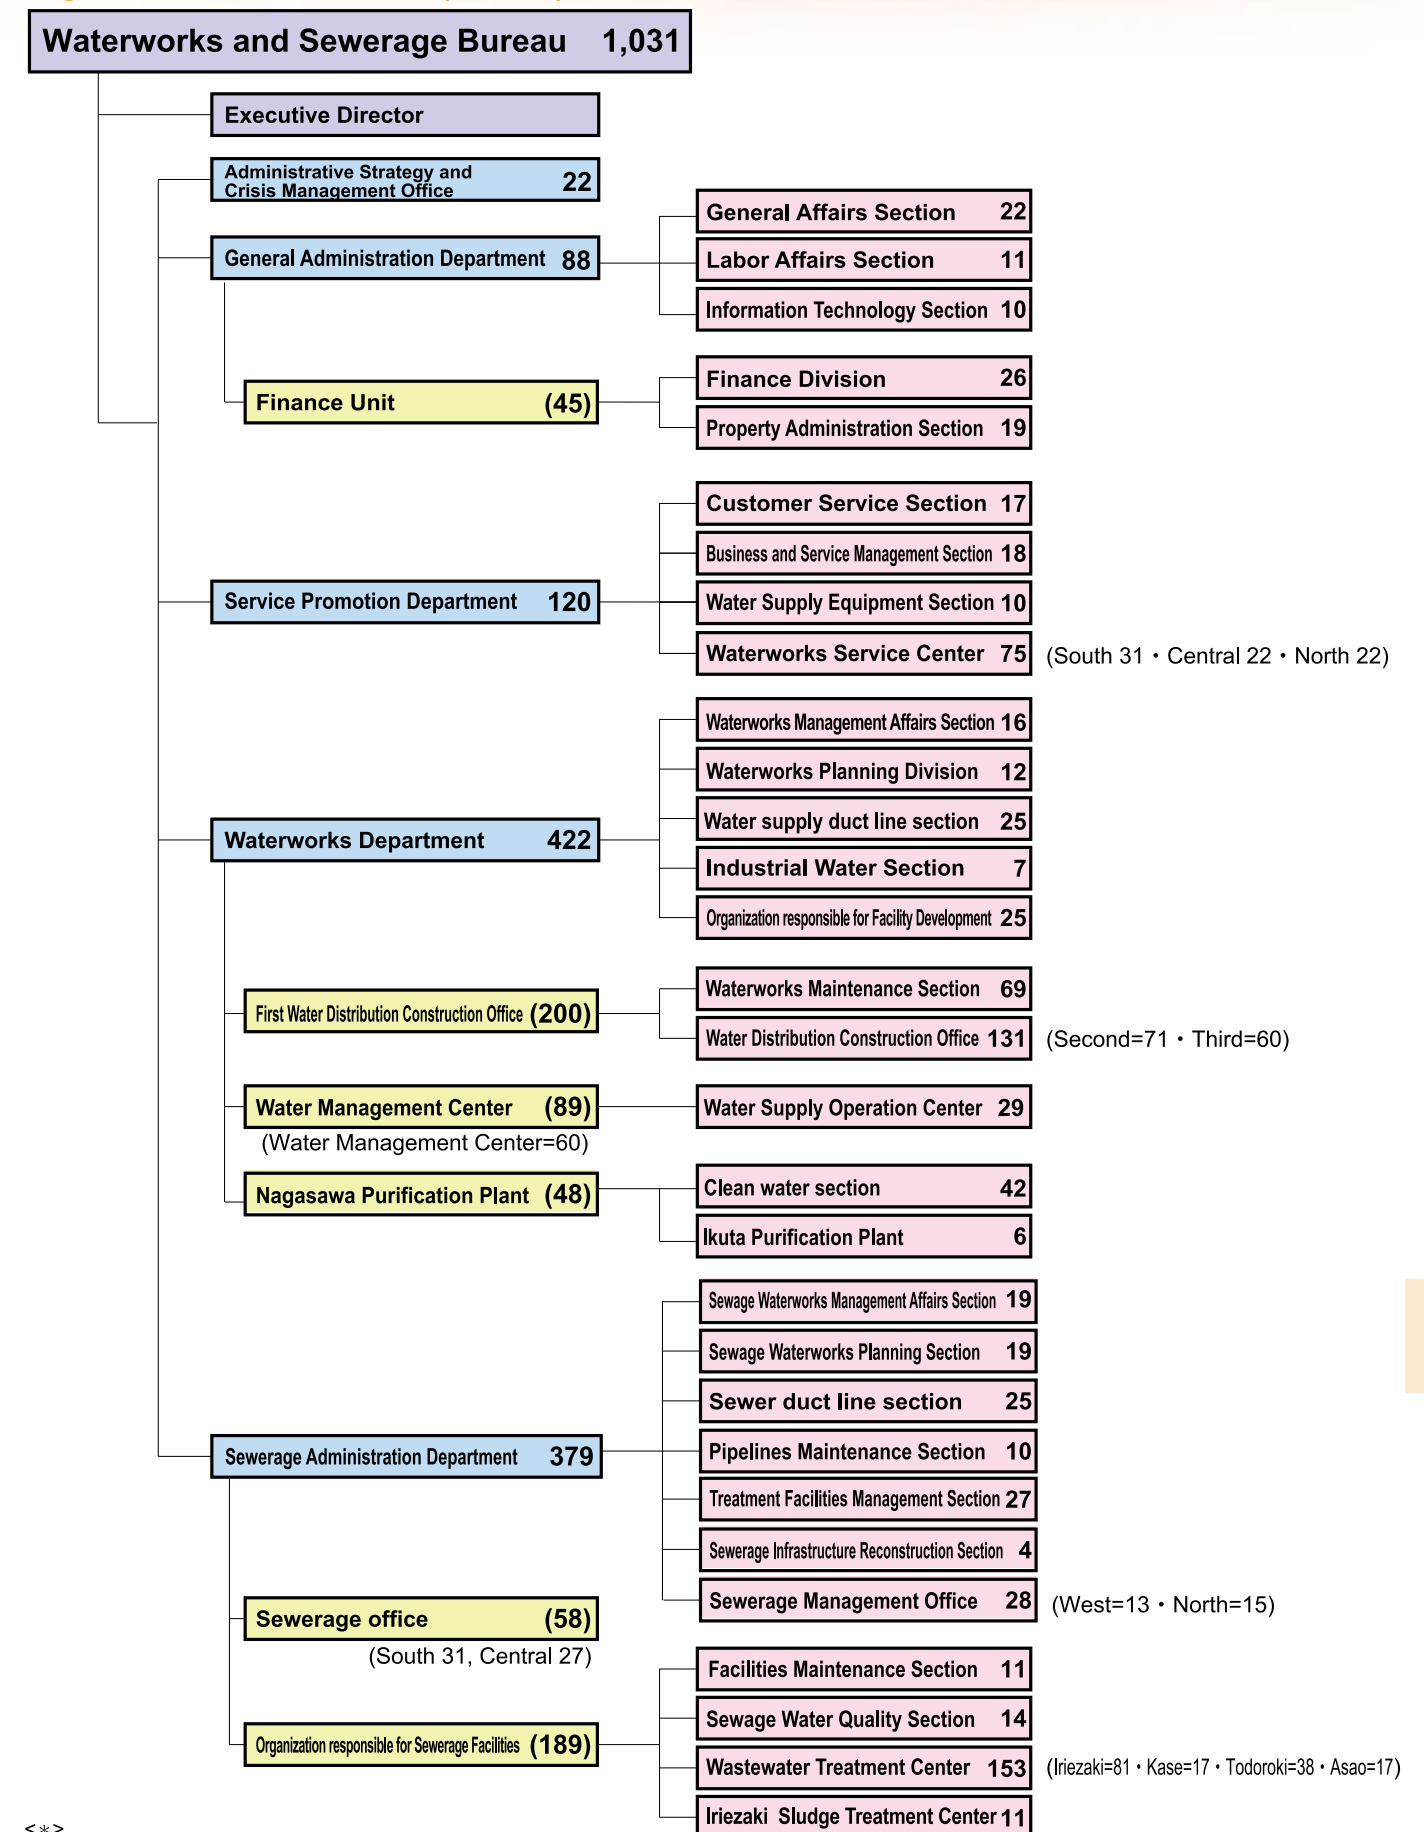 Waterworks and Sewerage Bureau 1,031
Executive Director
Administrative Strategy and
Crisis Management Office 22
General Administration Department 88
General Affairs Section 22
Labor Affairs Section 11
Information Technology Section 10
Finance Unit (45)
Finance Division 26
Property Administration Section 19
Service Promotion Department 120
Customer Service Section 17
Business and Service Management Section 18
Water Supply Equipment Section 10
Waterworks Service Center 75 (South 31・Central 22・North 22)
Waterworks Department 422
Waterworks Management Affairs Section 16
Waterworks Planning Division 12
Water supply duct line section 25
Industrial Water Section 7
Organization responsible for Facility Development 25
First Water Distribution Construction Office (200)
Waterworks Maintenance Section 69
Water Distribution Construction Office 131 (Second=71・Third=60)
Water Management Center (89)
(Water Management Center=60)
Water Supply Operation Center 29
Nagasawa Purification Plant (48)
Clean water section 42
Ikuta Purification Plant 6
Sewerage Administration Department 379
Sewage Waterworks Management Affairs Section 19
Sewage Waterworks Planning Section 19
Sewer duct line section 25
Pipelines Maintenance Section 10
Treatment Facilities Management Section 27
Sewerage Infrastructure Reconstruction Section 4
Sewerage Management Office 28 (West=13・North=15)
Sewerage office (58)
(South 31, Central 27)
Organization responsible for Sewerage Facilities (189)
Facilities Maintenance Section 11
Sewage Water Quality Section 14
Wastewater Treatment Center 153 (Iriezaki=81・Kase=17・Todoroki=38・Asao=17)
Iriezaki Sludge Treatment Center 11
<*>